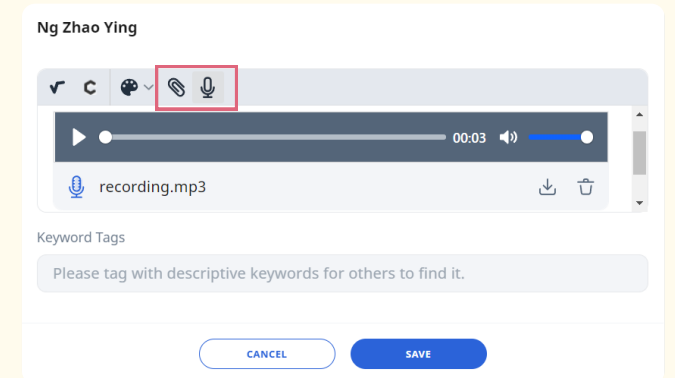 Ng Zhao Ying
00:03
recording.mp3
Keyword Tags
Please tag with descriptive keywords for others to find it.
CANCEL SAVE